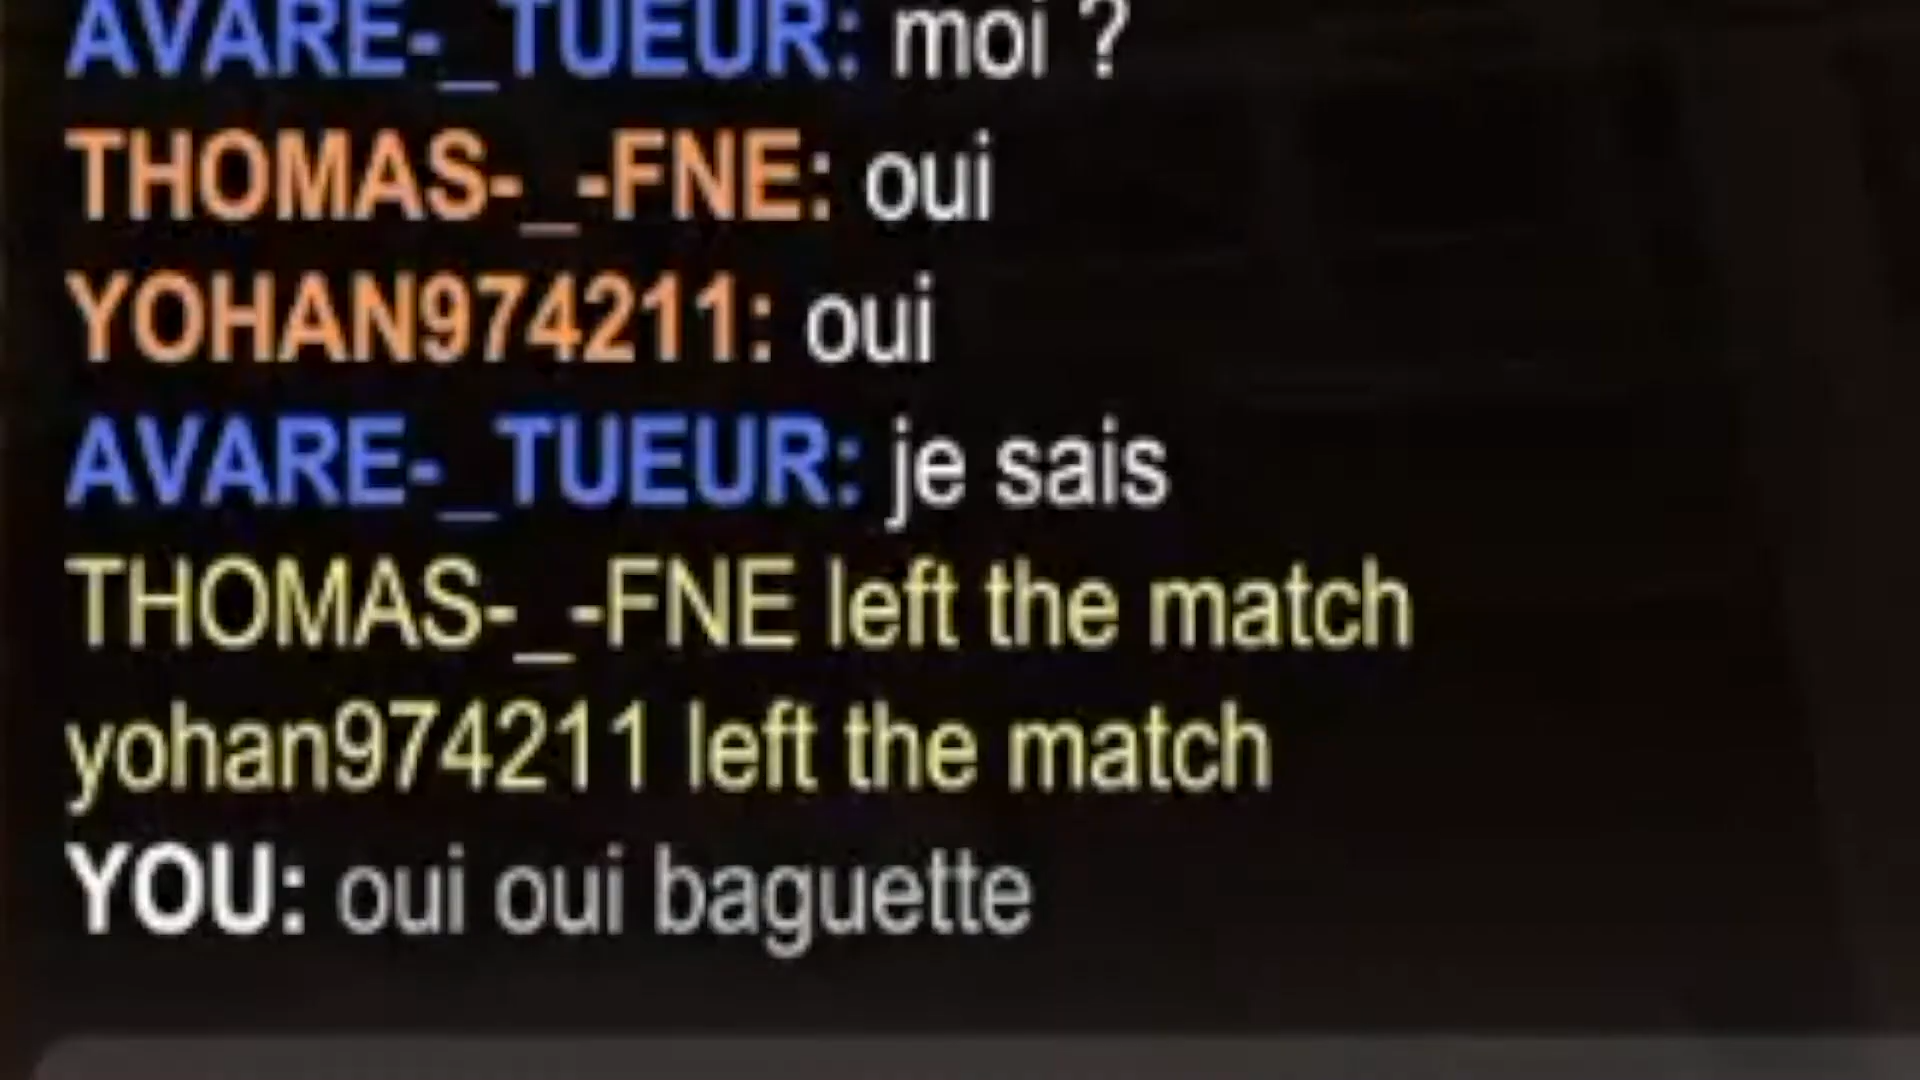 AVARE-_TUEUR: moi ?
THOMAS-_-FNE: oui
YOHAN974211: oui
AVARE-_TUEUR: je sais
THOMAS-_-FNE left the match
yohan974211 left the match
YOU: oui oui baguette